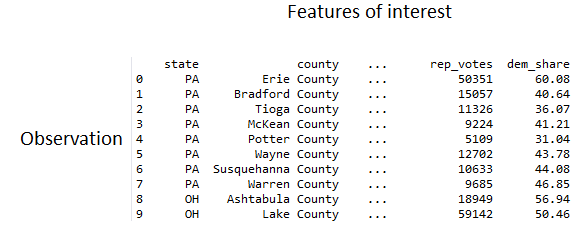 Features of interest
state county ... rep_votes dem_share
0 PA Erie County ... 50351 60.08
1 PA Bradford County ... 15057 40.64
2 PA Tioga County ... 11326 36.07
3 PA McKean County ... 9224 41.21
4 PA Potter County ... 5109 31.04
Observation
5 PA Wayne County ... 12702 43.78
6 PA Susquehanna County ... 10633 44.08
7 PA Warren County ... 9685 46.85
8 OH Ashtabula County ... 18949 56.94
9 OH Lake County ... 59142 50.46